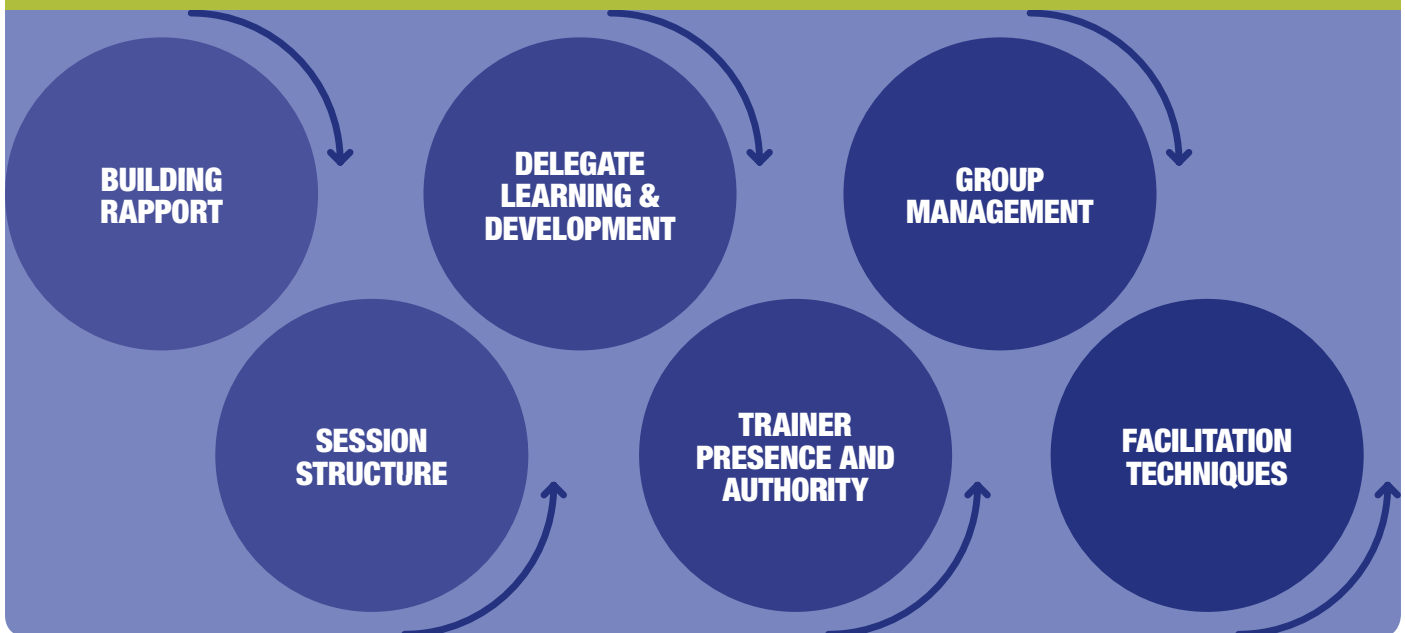 BUILDING
RAPPORT
SESSION
STRUCTURE
DELEGATE
LEARNING &
DEVELOPMENT
TRAINER
PRESENCE AND
AUTHORITY
GROUP
MANAGEMENT
FACILITATION
TECHNIQUES